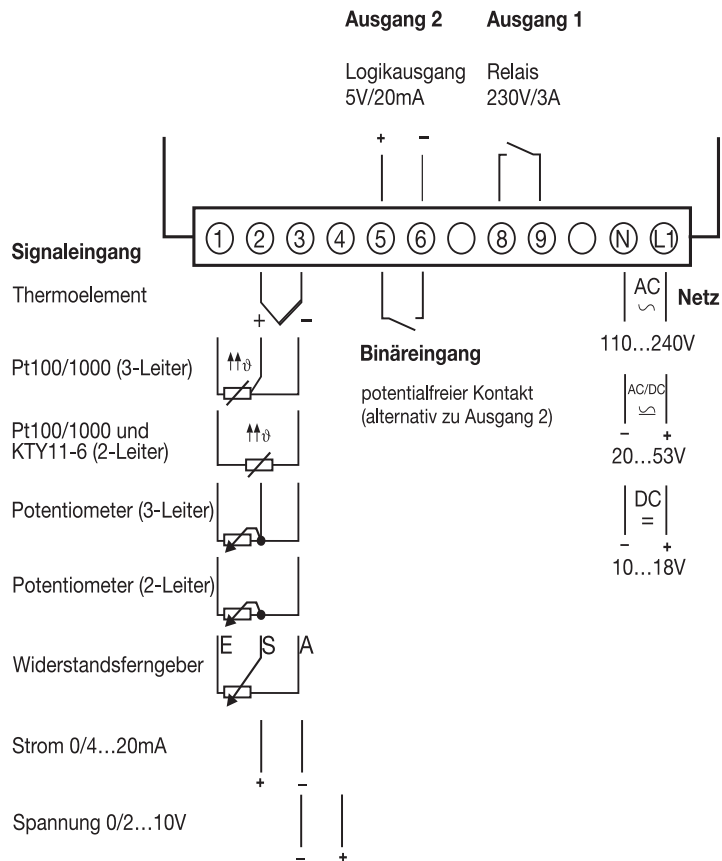 Ausgang 2 Ausgang 1
Logikausgang Relais
5V/20mA 230V/3A
+ −
1 2 3 4 5 6 8 9 N L1
Signaleingang
Thermoelement
+ −
AC
Netz
110...240V
Binäreingang
potentialfreier Kontakt
(alternativ zu Ausgang 2)
Pt100/1000 (3-Leiter)
ϑ
AC/DC
− +
20...53V
Pt100/1000 und
KTY11-6 (2-Leiter)
ϑ
DC
=
− +
10...18V
Potentiometer (3-Leiter)
Potentiometer (2-Leiter)
E S A
Widerstandsferngeber
Strom 0/4...20mA
+ −
Spannung 0/2...10V
− +